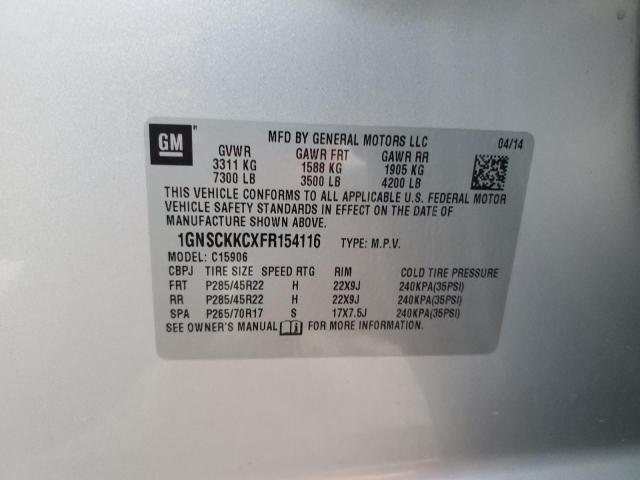 GM
MFD BY GENERAL MOTORS LLC 04/14
GVWR GAWR FRT GAWR RR
3311 KG 1588 KG 1905 KG
7300 LB 3500 LB 4200 LB
THIS VEHICLE CONFORMS TO ALL APPLICABLE U.S. FEDERAL MOTOR
VEHICLE SAFETY STANDARDS IN EFFECT ON THE DATE OF
MANUFACTURE SHOWN ABOVE.
1GNSCKKCXFR154116 TYPE: M.P.V.
MODEL: C15906
CBPJ TIRE SIZE SPEED RTG RIM COLD TIRE PRESSURE
FRT P285/45R22 H 22X9J 240KPA(35PSI)
RR P285/45R22 H 22X9J 240KPA(35PSI)
SPA P265/70R17 S 17X7.5J 240KPA(35PSI)
SEE OWNER'S MANUAL FOR MORE INFORMATION.